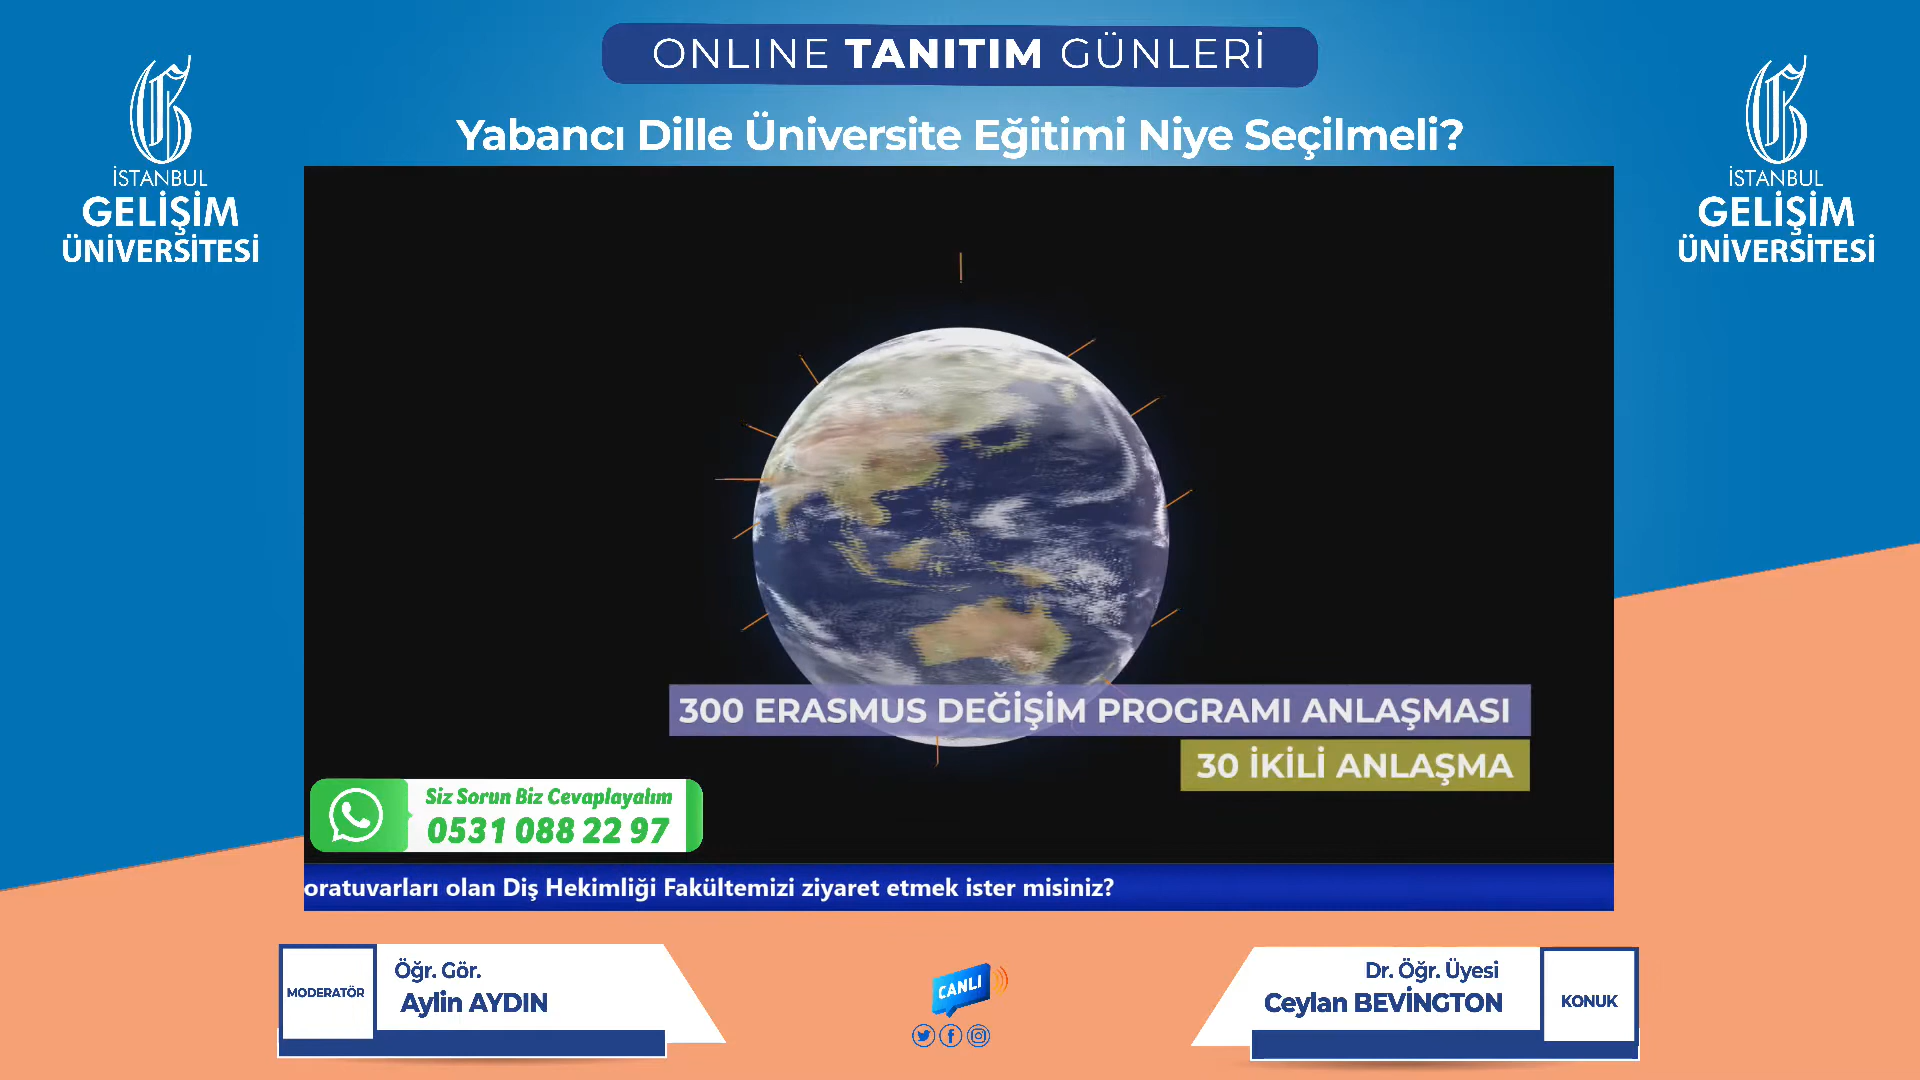 ONLINE TANITIM GÜNLERİ
Yabancı Dille Üniversite Eğitimi Niye Seçilmeli?
İSTANBUL
GELİŞİM
ÜNİVERSİTESİ
İSTANBUL
GELİŞİM
ÜNİVERSİTESİ
300 ERASMUS DEĞİŞİM PROGRAMI ANLAŞMASI
30 İKİLİ ANLAŞMA
Siz Sorun Biz Cevaplayalım
0531 088 22 97
oratuvarları olan Diş Hekimliği Fakültemizi ziyaret etmek ister misiniz?
MODERATÖR
Öğr. Gör.
Aylin AYDIN
CANLI
Dr. Öğr. Üyesi
Ceylan BEVİNGTON
KONUK